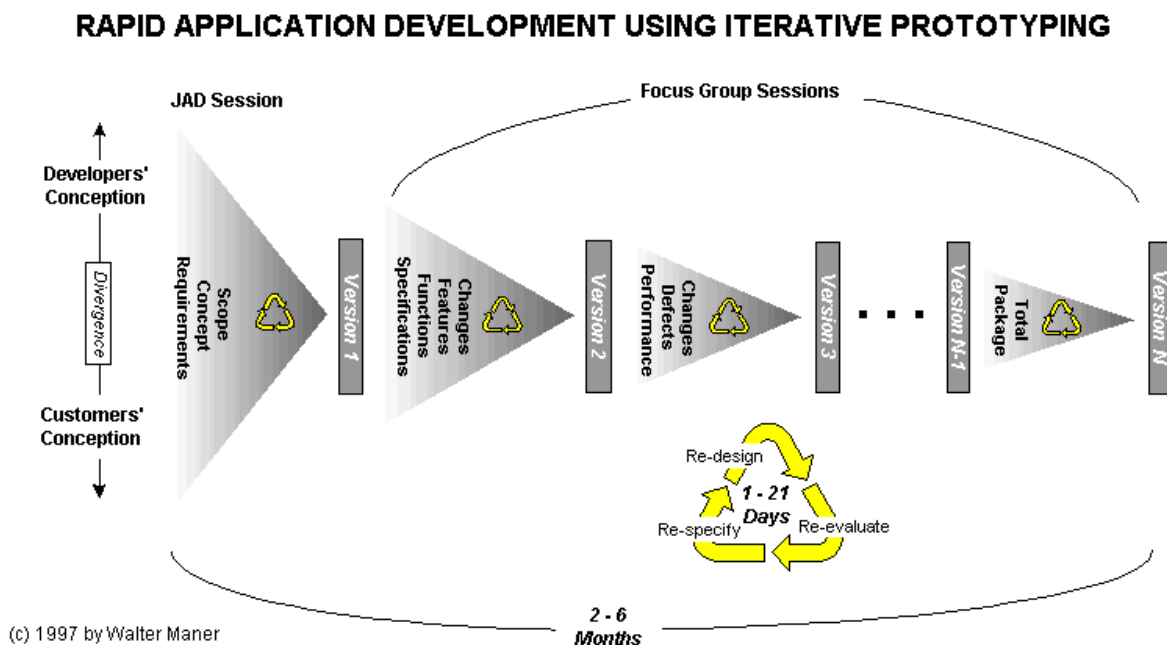 RAPID APPLICATION DEVELOPMENT USING ITERATIVE PROTOTYPING
JAD Session
Focus Group Sessions
Developers'
Conception
Divergence
Customers'
Conception
Scope
Concept
Requirements
Version 1
Changes
Features
Functions
Specifications
Version 2
Changes
Defects
Performance
Version 3
. . .
Version N-1
Total
Package
Version N
Re-design
1 - 21
Days
Re-specify
Re-evaluate
2 - 6
Months
(c) 1997 by Walter Maner